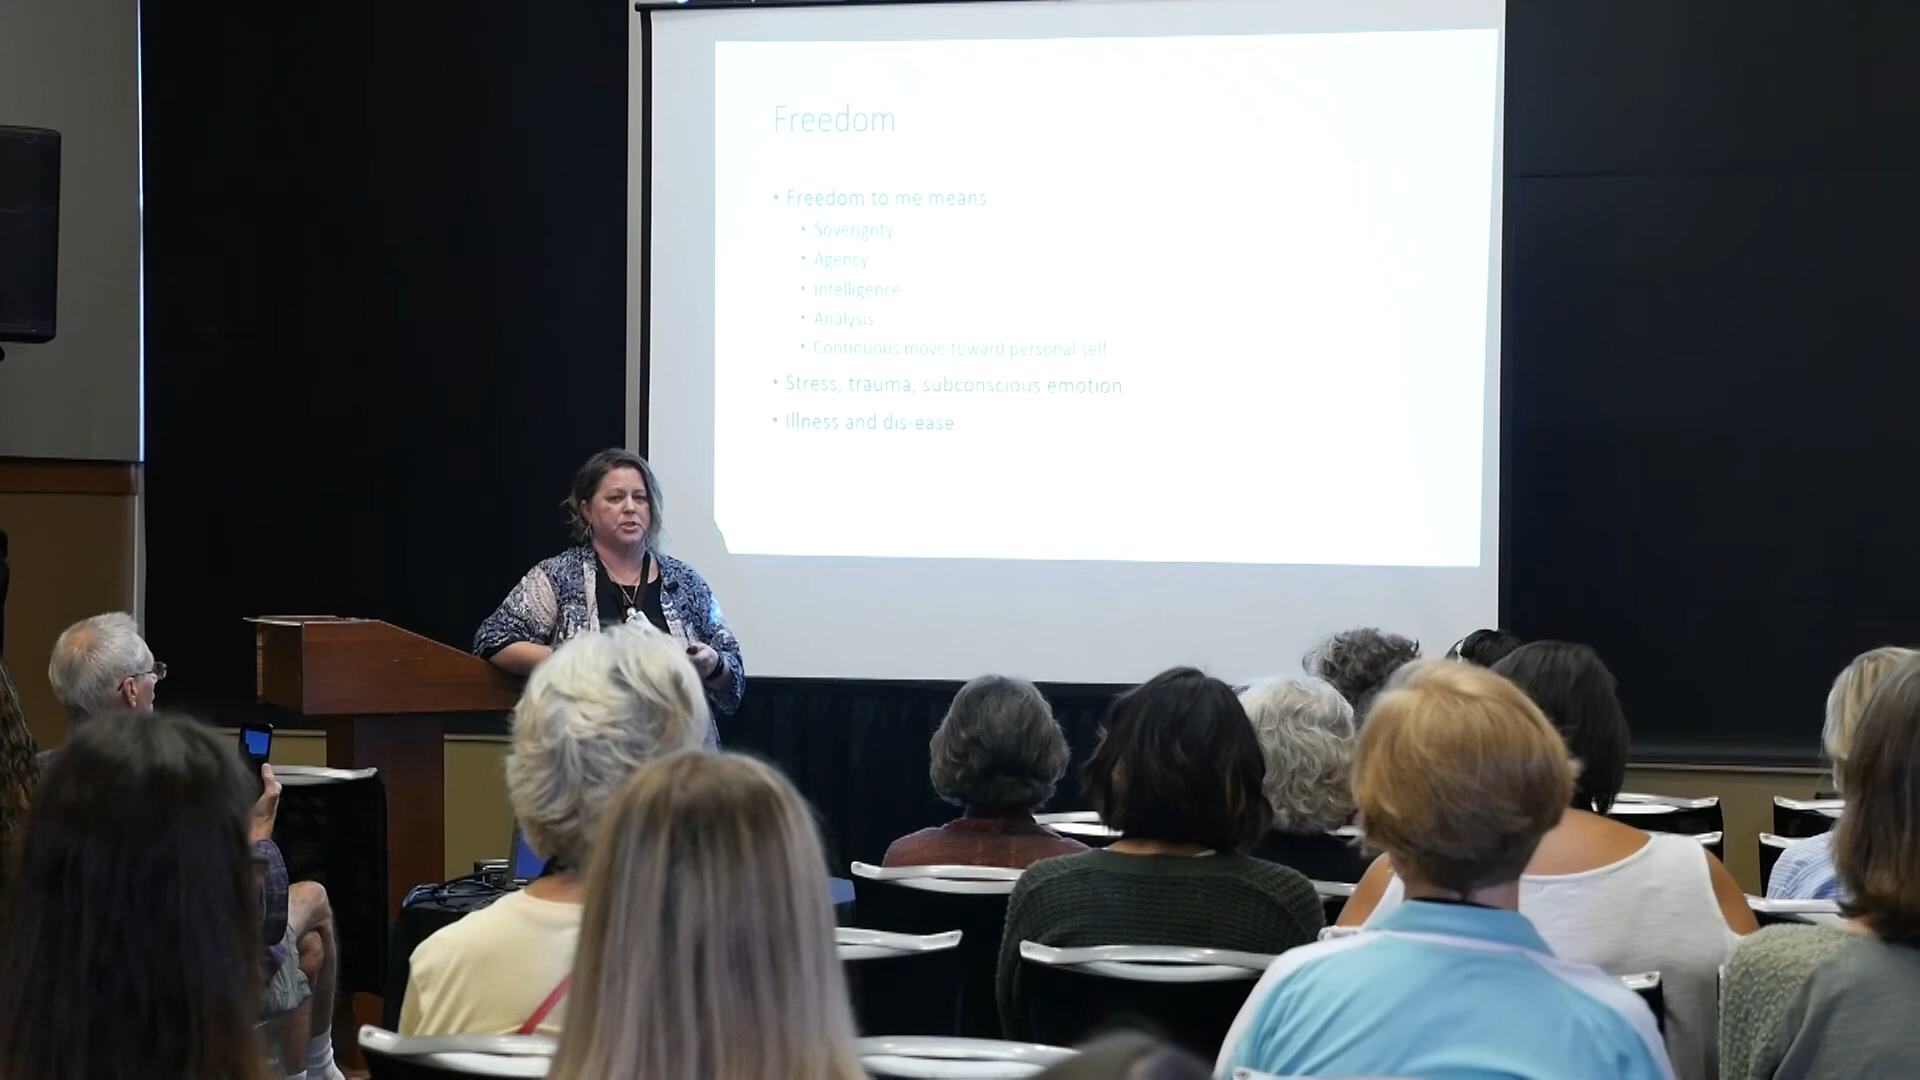 Freedom
• Freedom to me means
• Soverignty
• Agency
• Intelligence
• Analysis
• Continuous move toward personal self
• Stress, trauma, subconscious emotion
• Illness and dis-ease